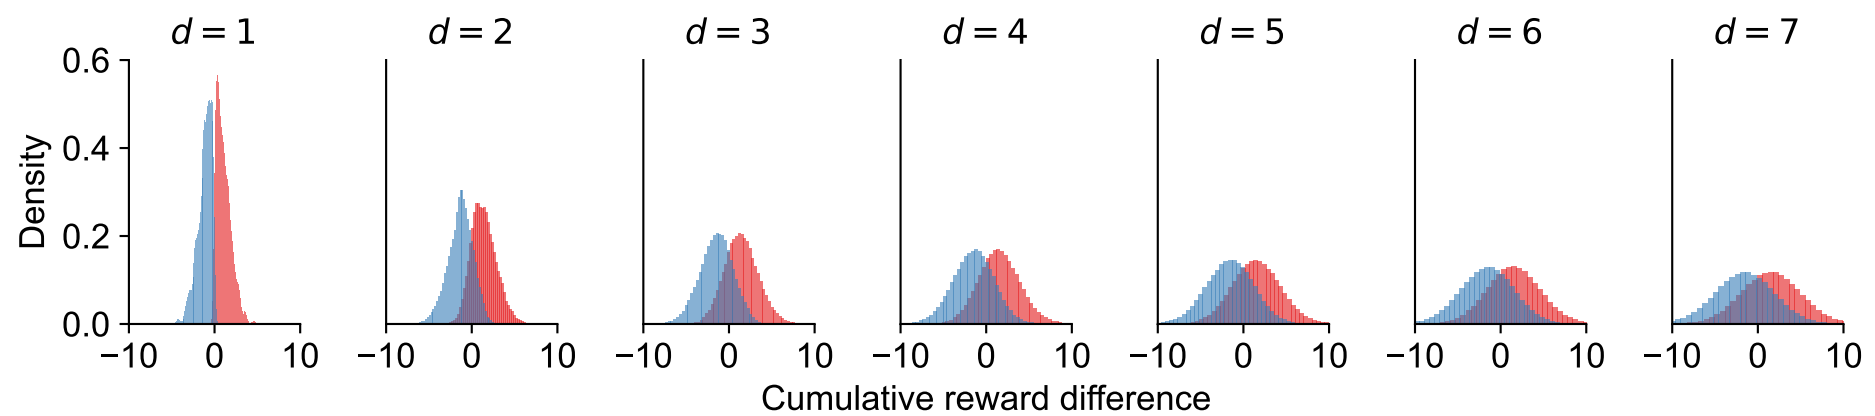 d = 1 d = 2 d = 3 d = 4 d = 5 d = 6 d = 7
0.6
0.4
0.2
0.0
Density
−10 0 10 −10 0 10 −10 0 10 −10 0 10 −10 0 10 −10 0 10 −10 0 10
Cumulative reward difference